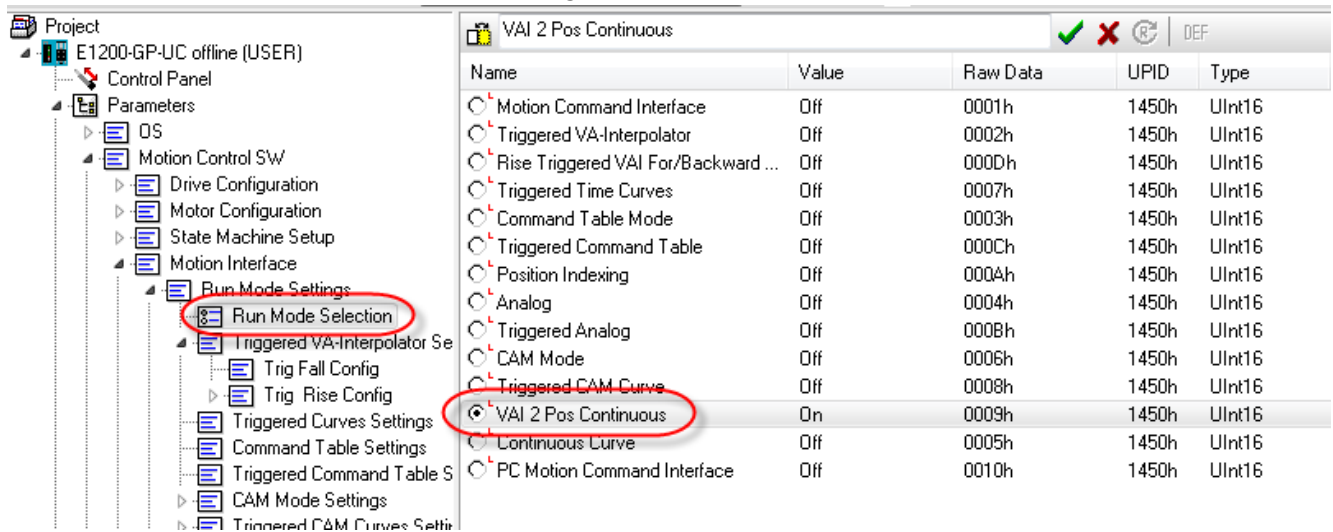 Project
E1200-GP-UC offline (USER)
Control Panel
Parameters
OS
Motion Control SW
Drive Configuration
Motor Configuration
State Machine Setup
Motion Interface
Run Mode Settings
Run Mode Selection
Triggered VA-Interpolator Se
Trig Fall Config
Trig Rise Config
Triggered Curves Settings
Command Table Settings
Triggered Command Table S
CAM Mode Settings
Triggered CAM Curves Settir
VAI 2 Pos Continuous DEF
Name Value Raw Data UPID Type
Motion Command Interface Off 0001h 1450h UInt16
Triggered VA-Interpolator Off 0002h 1450h UInt16
Rise Triggered VAI For/Backward ... Off 000Dh 1450h UInt16
Triggered Time Curves Off 0007h 1450h UInt16
Command Table Mode Off 0003h 1450h UInt16
Triggered Command Table Off 000Ch 1450h UInt16
Position Indexing Off 000Ah 1450h UInt16
Analog Off 0004h 1450h UInt16
Triggered Analog Off 000Bh 1450h UInt16
CAM Mode Off 0006h 1450h UInt16
Triggered CAM Curve Off 0008h 1450h UInt16
VAI 2 Pos Continuous On 0009h 1450h UInt16
Continuous Curve Off 0005h 1450h UInt16
PC Motion Command Interface Off 0010h 1450h UInt16